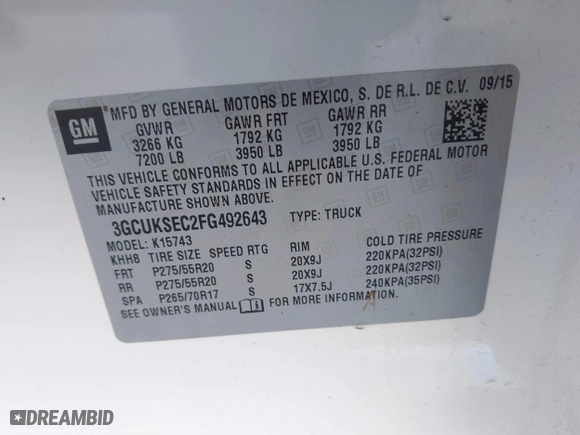 GM
MFD BY GENERAL MOTORS DE MEXICO, S. DE R.L. DE C.V. 09/15
GVWR GAWR FRT GAWR RR
3266 KG 1792 KG 1792 KG
7200 LB 3950 LB 3950 LB
THIS VEHICLE CONFORMS TO ALL APPLICABLE U.S. FEDERAL MOTOR
VEHICLE SAFETY STANDARDS IN EFFECT ON THE DATE OF
MANUFACTURE SHOWN ABOVE.
3GCUKSEC2FG492643 TYPE: TRUCK
MODEL: K15743
KHH8 TIRE SIZE SPEED RTG RIM COLD TIRE PRESSURE
FRT P275/55R20 S 20X9J 220KPA(32PSI)
RR P275/55R20 S 20X9J 220KPA(32PSI)
SPA P265/70R17 S 17X7.5J 240KPA(35PSI)
SEE OWNER'S MANUAL FOR MORE INFORMATION.
DREAMBID